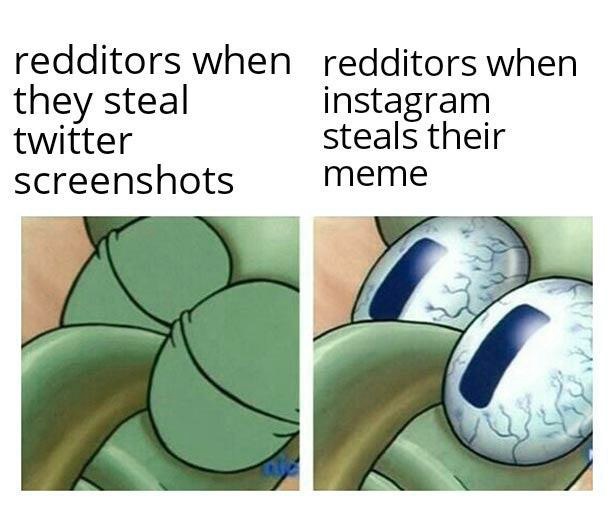 redditors when
they steal
twitter
screenshots
redditors when
instagram
steals their
meme